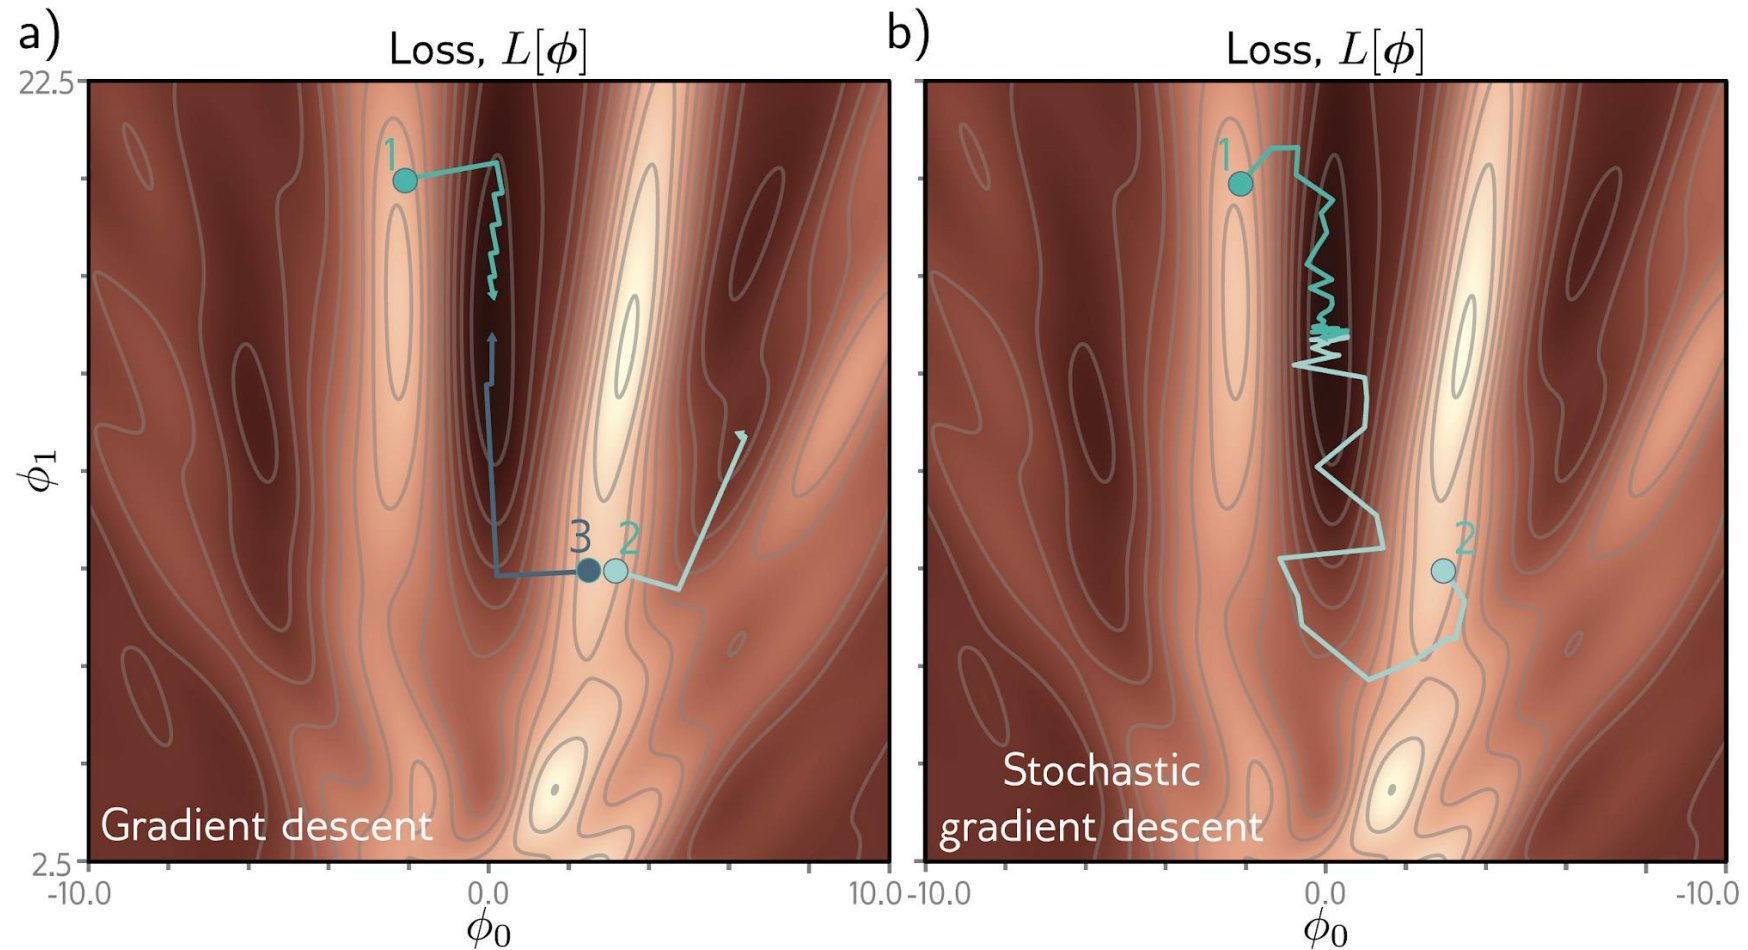 a)
Loss, L[ϕ]
22.5
1
3
2
ϕ₁
Gradient descent
2.5
-10.0
0.0
10.0
ϕ₀
b)
Loss, L[ϕ]
1
2
Stochastic
gradient descent
-10.0
0.0
-10.0
ϕ₀